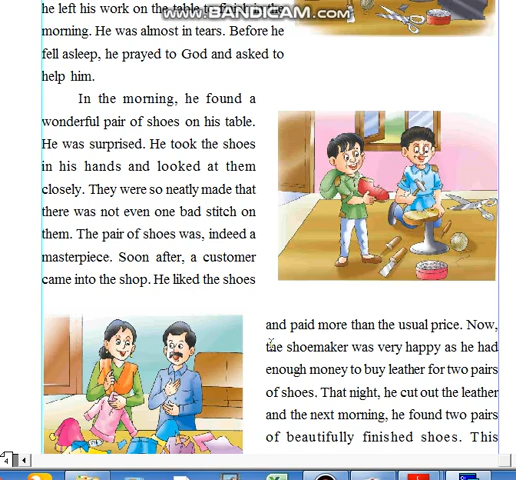 he left his work on the table to finish in the
WWW.BANDICAM.COM
morning. He was almost in tears. Before he
fell asleep, he prayed to God and asked to
help him.
In the morning, he found a
wonderful pair of shoes on his table.
He was surprised. He took the shoes
in his hands and looked at them
closely. They were so neatly made that
there was not even one bad stitch on
them. The pair of shoes was, indeed a
masterpiece. Soon after, a customer
came into the shop. He liked the shoes
and paid more than the usual price. Now,
the shoemaker was very happy as he had
enough money to buy leather for two pairs
of shoes. That night, he cut out the leather
and the next morning, he found two pairs
of beautifully finished shoes. This